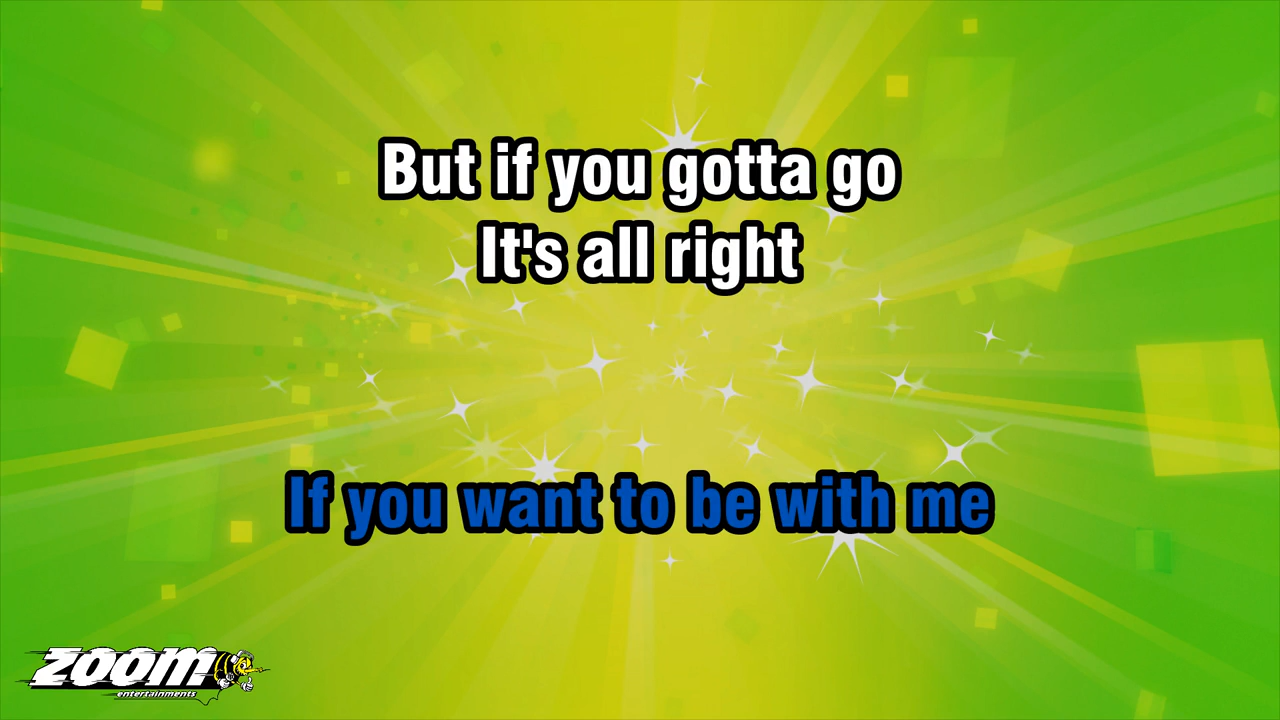 But if you gotta go
It's all right
If you want to be with me
zoom
entertainments